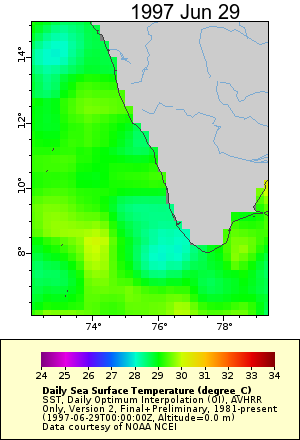 1997 Jun 29
14°
12°
10°
8°
74°
76°
78°
24 25 26 27 28 29 30 31 32 33 34
Daily Sea Surface Temperature (degree_C)
SST, Daily Optimum Interpolation (OI), AVHRR
Only, Version 2, Final+Preliminary, 1981-present
(1997-06-29T00:00:00Z, Altitude=0.0 m)
Data courtesy of NOAA NCEI